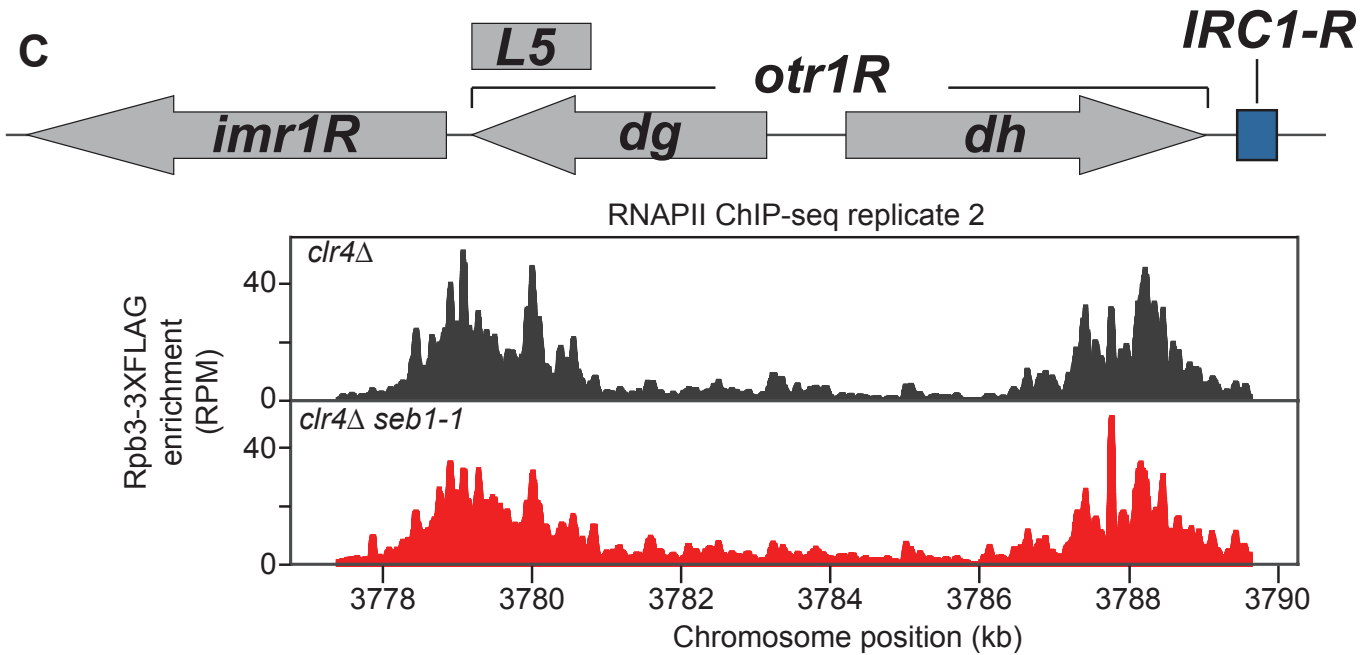 C
L5
otr1R
IRC1-R
imr1R
dg
dh
RNAPII ChIP-seq replicate 2
Rpb3-3XFLAG
enrichment
(RPM)
clr4Δ
40
0
clr4Δ seb1-1
40
0
3778 3780 3782 3784 3786 3788 3790
Chromosome position (kb)